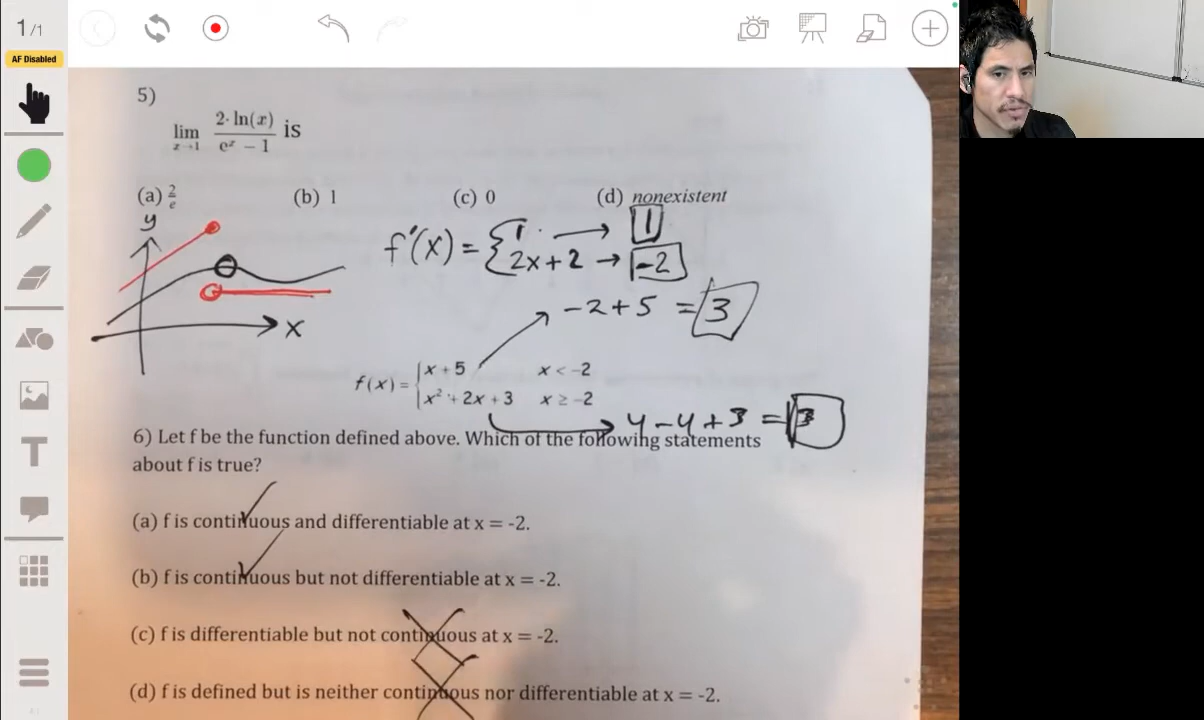 1/1
AF Disabled
5)
lim x→1 2·ln(x) / eˣ − 1 is
(a) 2/e (b) 1 (c) 0 (d) nonexistent
y
f'(x) = { 1 → 1
2x+2 → -2
-2+5 = 3
x
f(x) = { x + 5 x < -2
x² + 2x + 3 x ≥ -2
4-4+3 = 3
6) Let f be the function defined above. Which of the following statements
about f is true?
(a) f is continuous and differentiable at x = -2.
(b) f is continuous but not differentiable at x = -2.
(c) f is differentiable but not continuous at x = -2.
(d) f is defined but is neither continuous nor differentiable at x = -2.
T